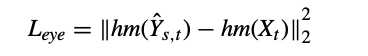 L_{eye} = \|hm(\hat{Y}_{s,t}) - hm(X_t)\|_2^2